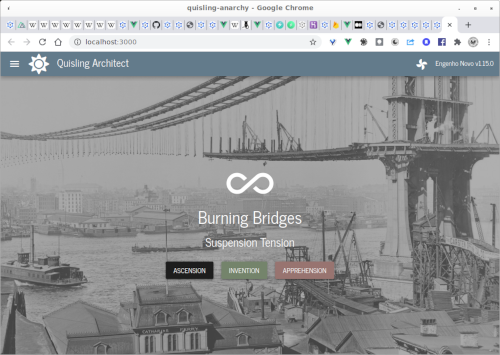 quisling-anarchy - Google Chrome
localhost:3000
Quisling Architect
Engenho Novo v1.15.0
Burning Bridges
Suspension Tension
ASCENSION
INVENTION
APPREHENSION